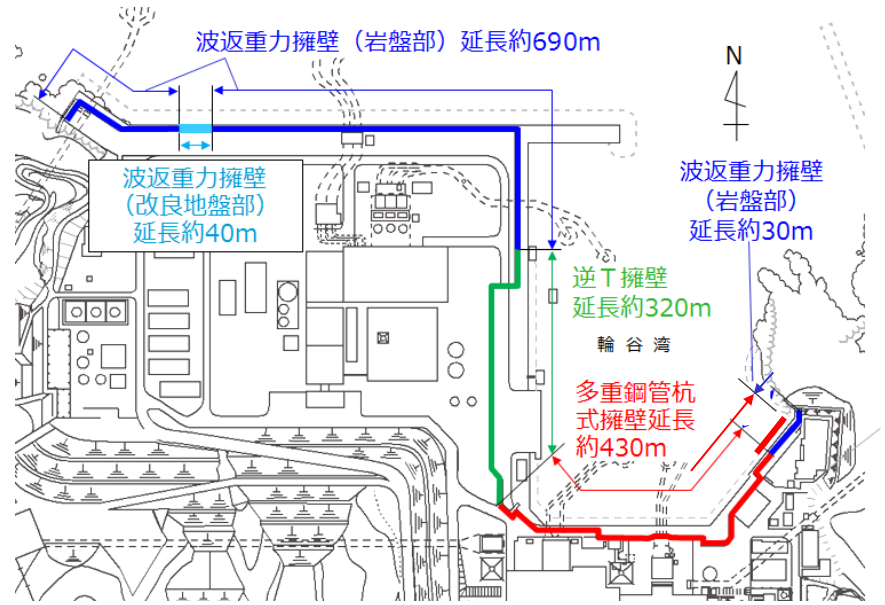 波返重力擁壁（岩盤部）延長約690m
N
波返重力擁壁
（改良地盤部）
延長約40m
波返重力擁壁
（岩盤部）
延長約30m
逆Ｔ擁壁
延長約320m
輪谷湾
多重鋼管杭
式擁壁延長
約430m